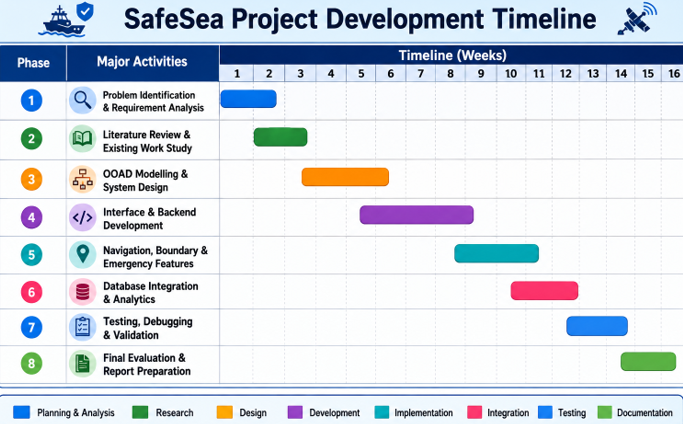 SafeSea Project Development Timeline
Phase
Major Activities
Timeline (Weeks)
1 2 3 4 5 6 7 8 9 10 11 12 13 14 15 16
1
Problem Identification
& Requirement Analysis
2
Literature Review &
Existing Work Study
3
OOAD Modelling &
System Design
4
</>
Interface & Backend
Development
5
Navigation, Boundary &
Emergency Features
6
Database Integration
& Analytics
7
Testing, Debugging
& Validation
8
Final Evaluation &
Report Preparation
Planning & Analysis Research Design Development Implementation Integration Testing Documentation